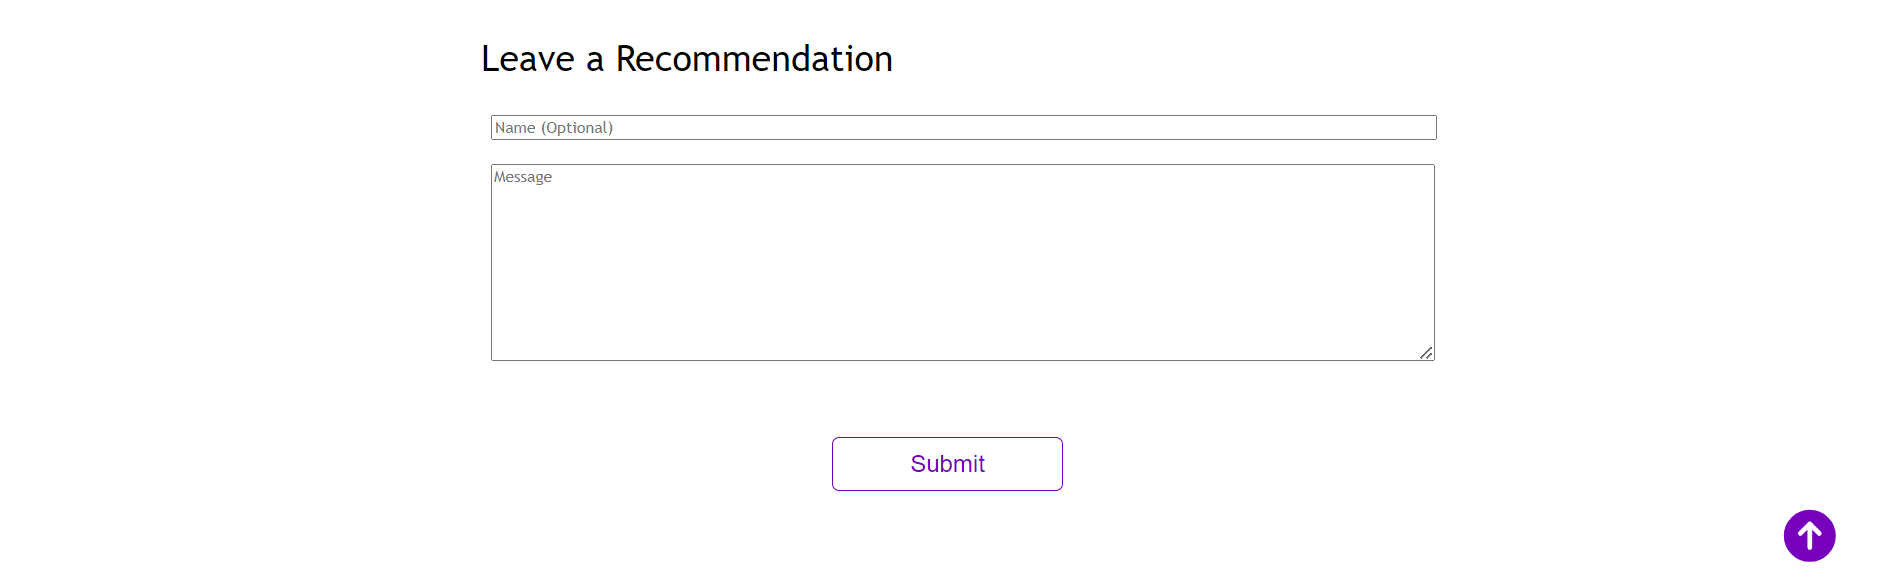 Leave a Recommendation
Name (Optional)
Message
Submit